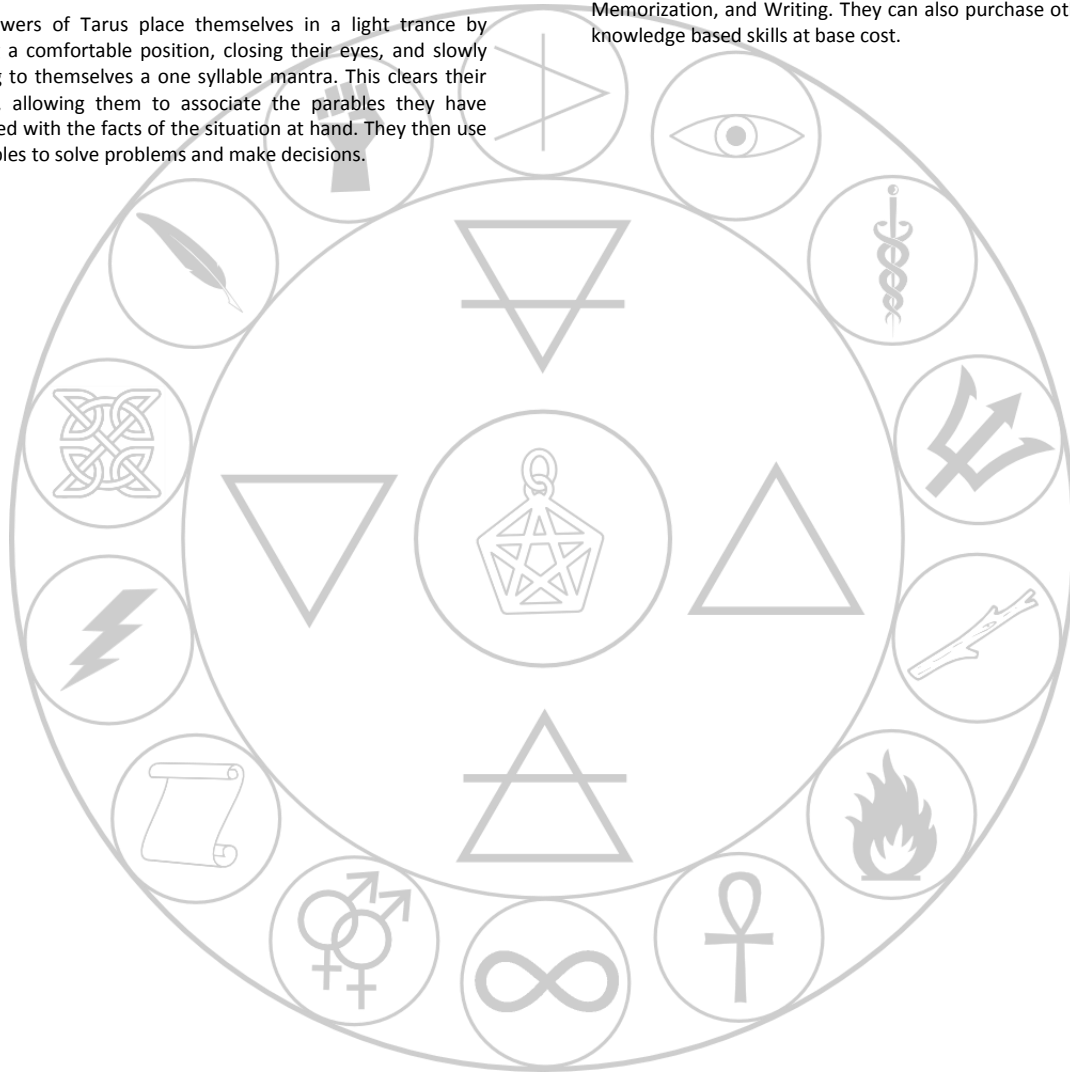 wers of Tarus place themselves in a light trance by
a comfortable position, closing their eyes, and slowly
to themselves a one syllable mantra. This clears their
allowing them to associate the parables they have
with the facts of the situation at hand. They then use
to solve problems and make decisions.
Memorization, and Writing. They can also purchase ot
knowledge based skills at base cost.